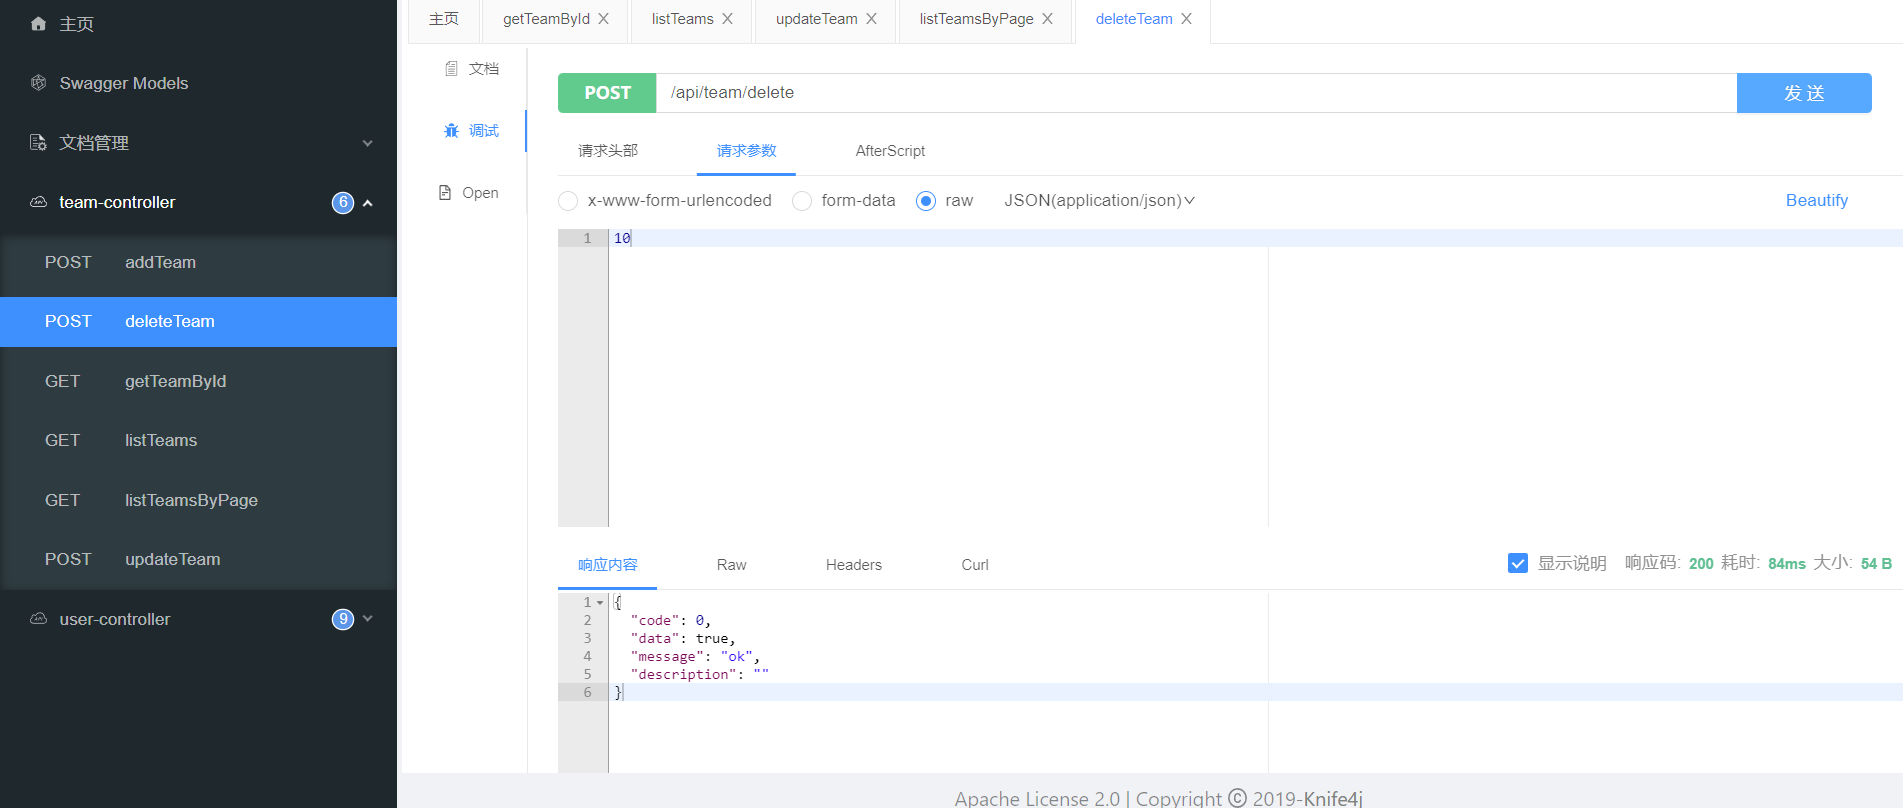 主页
Swagger Models
文档管理
team-controller 6
POST addTeam
POST deleteTeam
GET getTeamById
GET listTeams
GET listTeamsByPage
POST updateTeam
user-controller 9
主页 getTeamById listTeams updateTeam listTeamsByPage deleteTeam
文档
调试
Open
POST /api/team/delete 发 送
请求头部 请求参数 AfterScript
x-www-form-urlencoded form-data raw JSON(application/json) Beautify
1 10
响应内容 Raw Headers Curl 显示说明 响应码: 200 耗时: 84ms 大小: 54 B
1 {
2 "code": 0,
3 "data": true,
4 "message": "ok",
5 "description": ""
6 }
Apache License 2.0 | Copyright © 2019-Knife4j